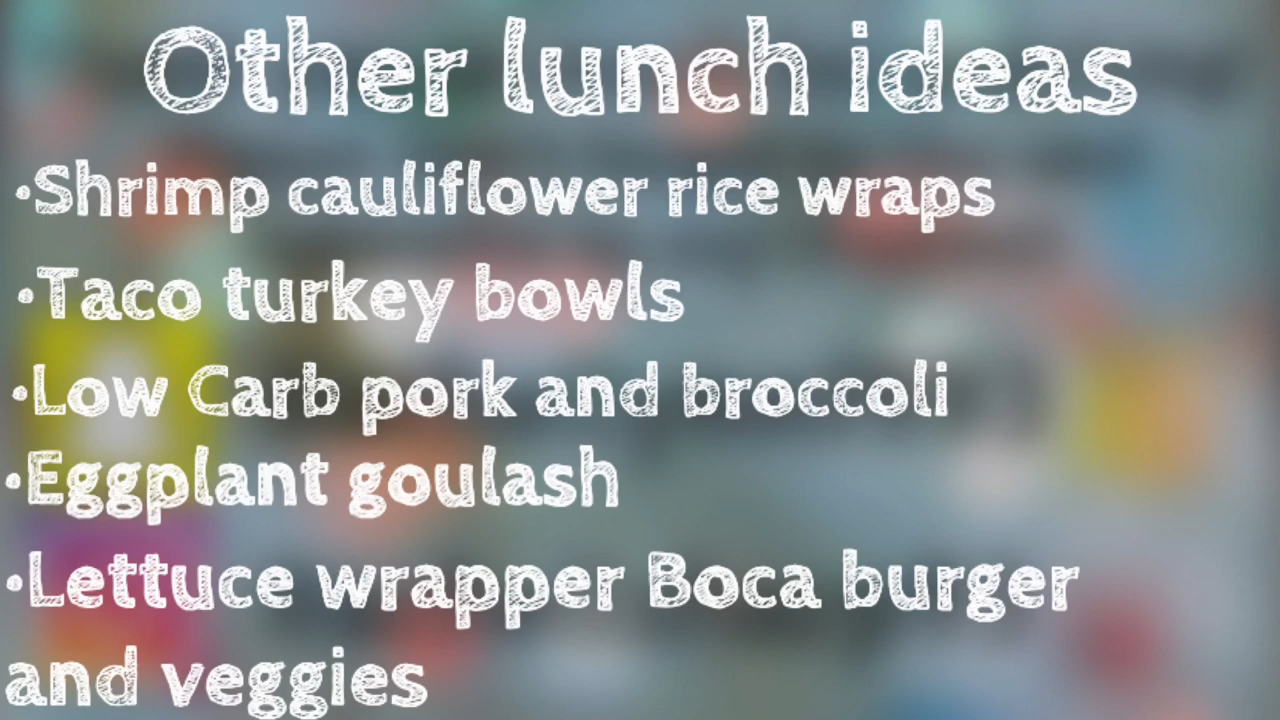 Other lunch ideas
•Shrimp cauliflower rice wraps
•Taco turkey bowls
•Low Carb pork and broccoli
•Eggplant goulash
•Lettuce wrapper Boca burger
and veggies